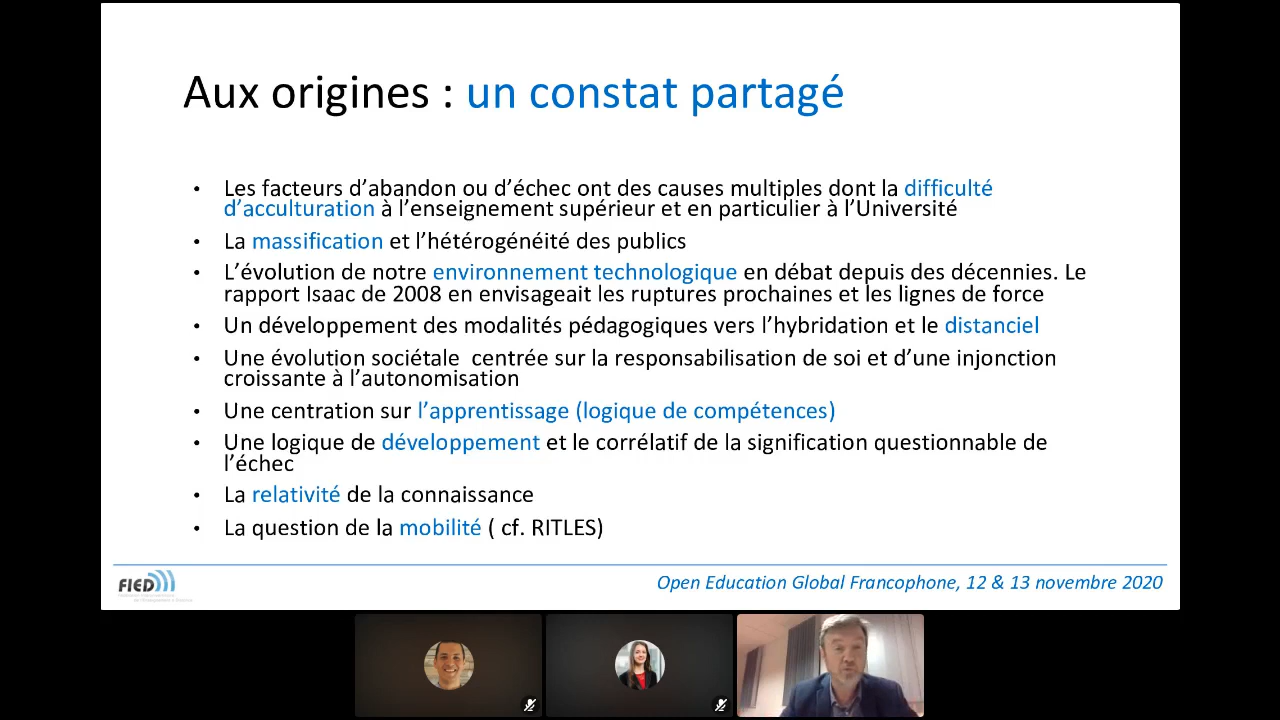 Aux origines : un constat partagé
• Les facteurs d’abandon ou d’échec ont des causes multiples dont la difficulté
d’acculturation à l’enseignement supérieur et en particulier à l’Université
• La massification et l’hétérogénéité des publics
• L’évolution de notre environnement technologique en débat depuis des décennies. Le
rapport Isaac de 2008 en envisageait les ruptures prochaines et les lignes de force
• Un développement des modalités pédagogiques vers l’hybridation et le distanciel
• Une évolution sociétale  centrée sur la responsabilisation de soi et d’une injonction
croissante à l’autonomisation
• Une centration sur l’apprentissage (logique de compétences)
• Une logique de développement et le corrélatif de la signification questionnable de
l’échec
• La relativité de la connaissance
• La question de la mobilité ( cf. RITLES)
FIED
Open Education Global Francophone, 12 & 13 novembre 2020